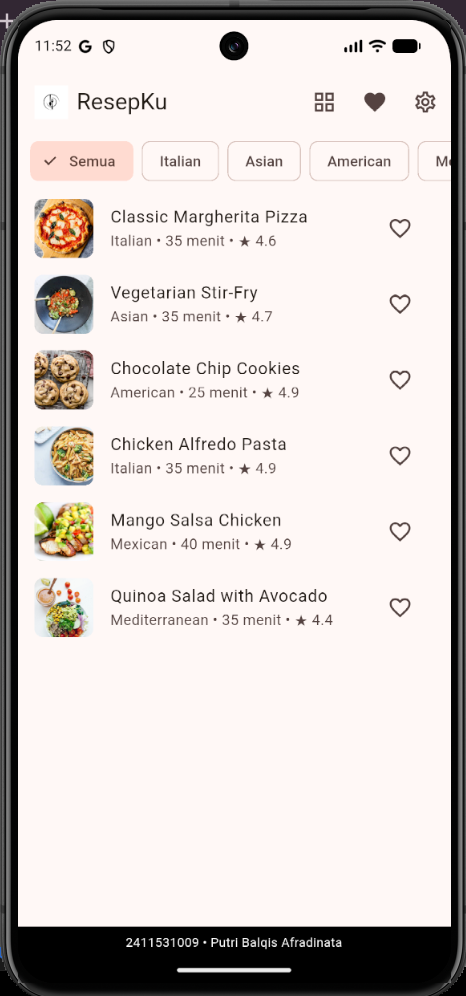 11:52
ResepKu
Semua Italian Asian American
Classic Margherita Pizza
Italian • 35 menit • ★ 4.6
Vegetarian Stir-Fry
Asian • 35 menit • ★ 4.7
Chocolate Chip Cookies
American • 25 menit • ★ 4.9
Chicken Alfredo Pasta
Italian • 35 menit • ★ 4.9
Mango Salsa Chicken
Mexican • 40 menit • ★ 4.9
Quinoa Salad with Avocado
Mediterranean • 35 menit • ★ 4.4
2411531009 • Putri Balqis Afradinata